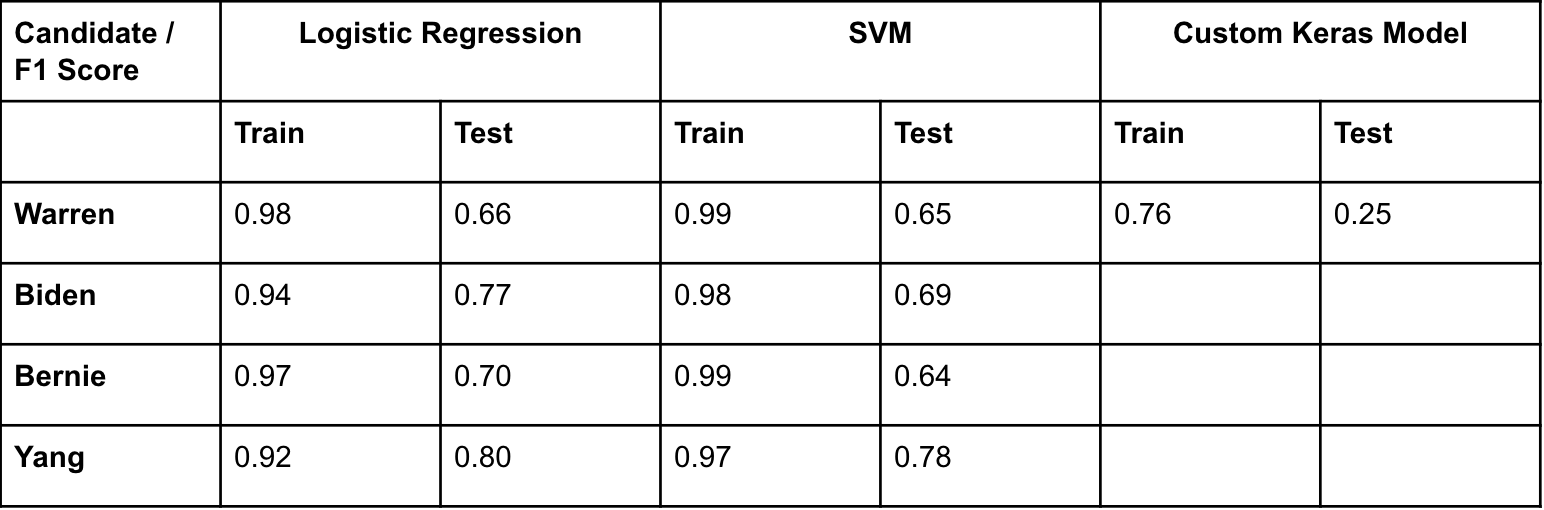 Candidate / F1 Score Logistic Regression SVM Custom Keras Model
Train Test Train Test Train Test
Warren 0.98 0.66 0.99 0.65 0.76 0.25
Biden 0.94 0.77 0.98 0.69
Bernie 0.97 0.70 0.99 0.64
Yang 0.92 0.80 0.97 0.78